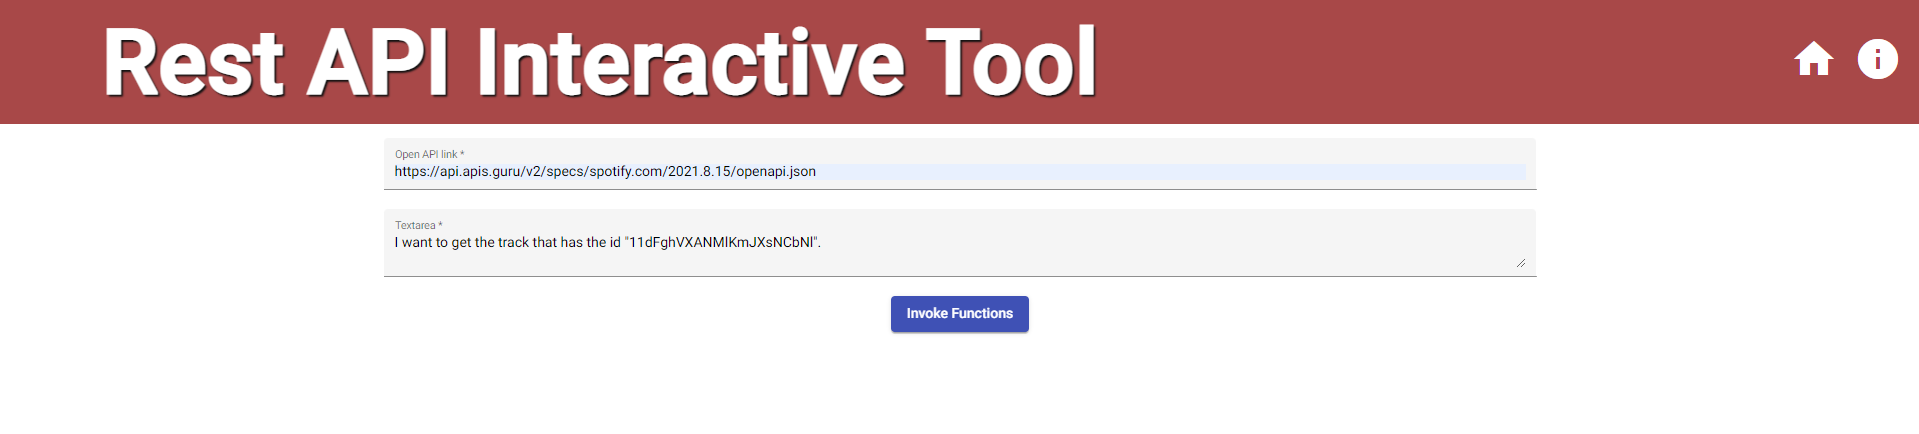 Rest API Interactive Tool
Open API link *
https://api.apis.guru/v2/specs/spotify.com/2021.8.15/openapi.json
Textarea *
I want to get the track that has the id "11dFghVXANMlKmJXsNCbNl".
Invoke Functions